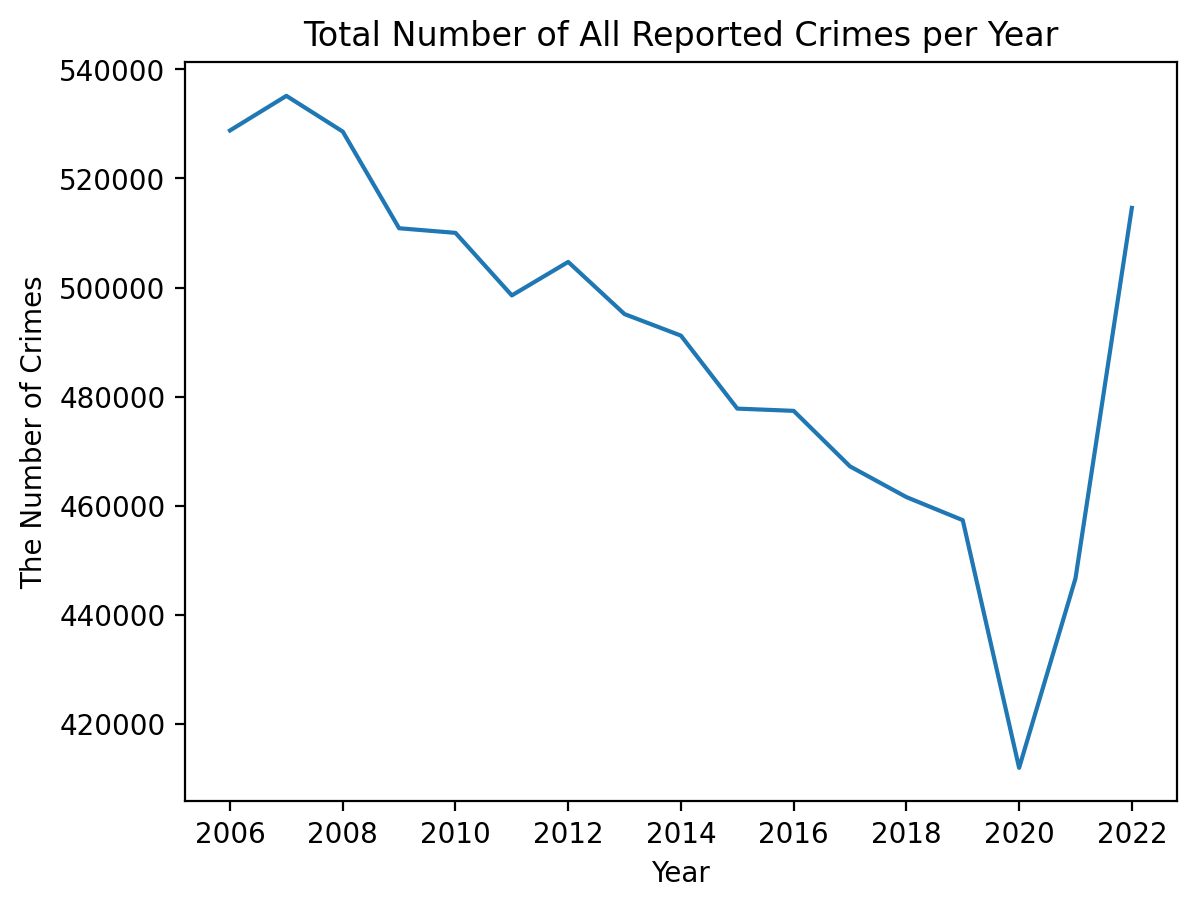 Total Number of All Reported Crimes per Year
The Number of Crimes
540000
520000
500000
480000
460000
440000
420000
2006 2008 2010 2012 2014 2016 2018 2020 2022
Year